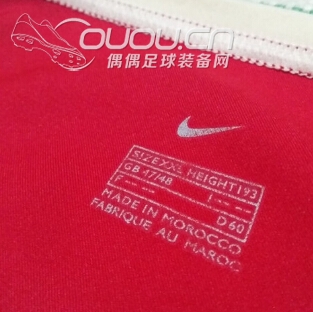 OUOU.cn
偶偶足球装备网
SIZE XXL HEIGHT 193
GB 47/48 I -- --
F -- -- D 60
MADE IN MOROCCO
FABRIQUE AU MAROC